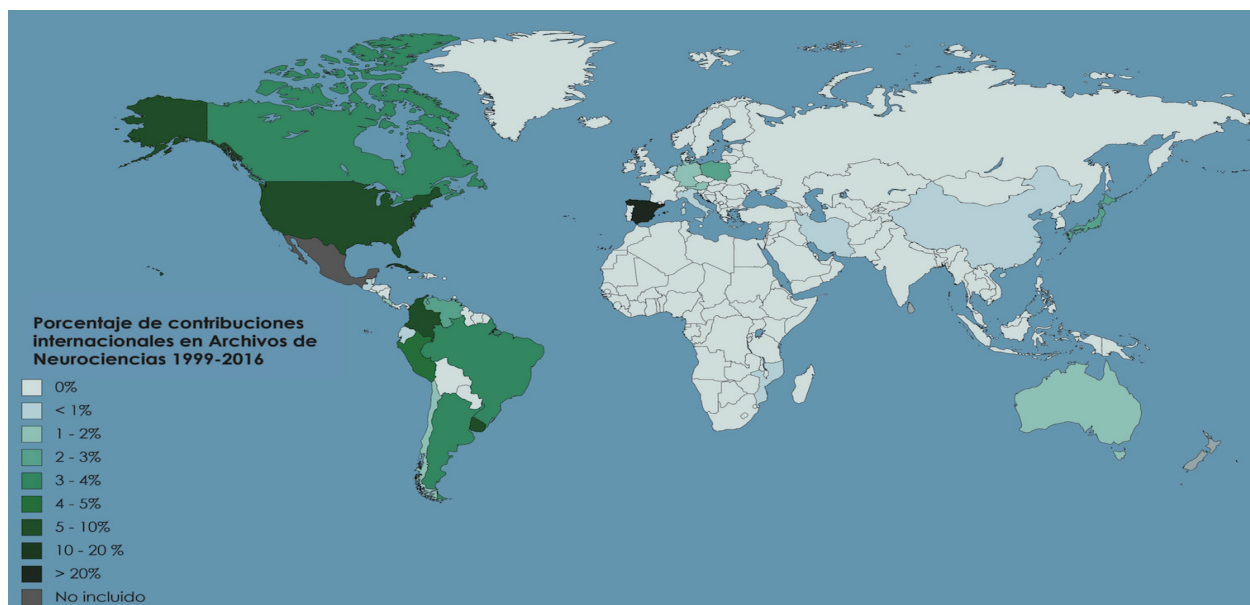 Porcentaje de contribuciones
internacionales en Archivos de
Neurociencias 1999-2016
0%
< 1%
1 - 2%
2 - 3%
3 - 4%
4 - 5%
5 - 10%
10 - 20 %
> 20%
No incluido